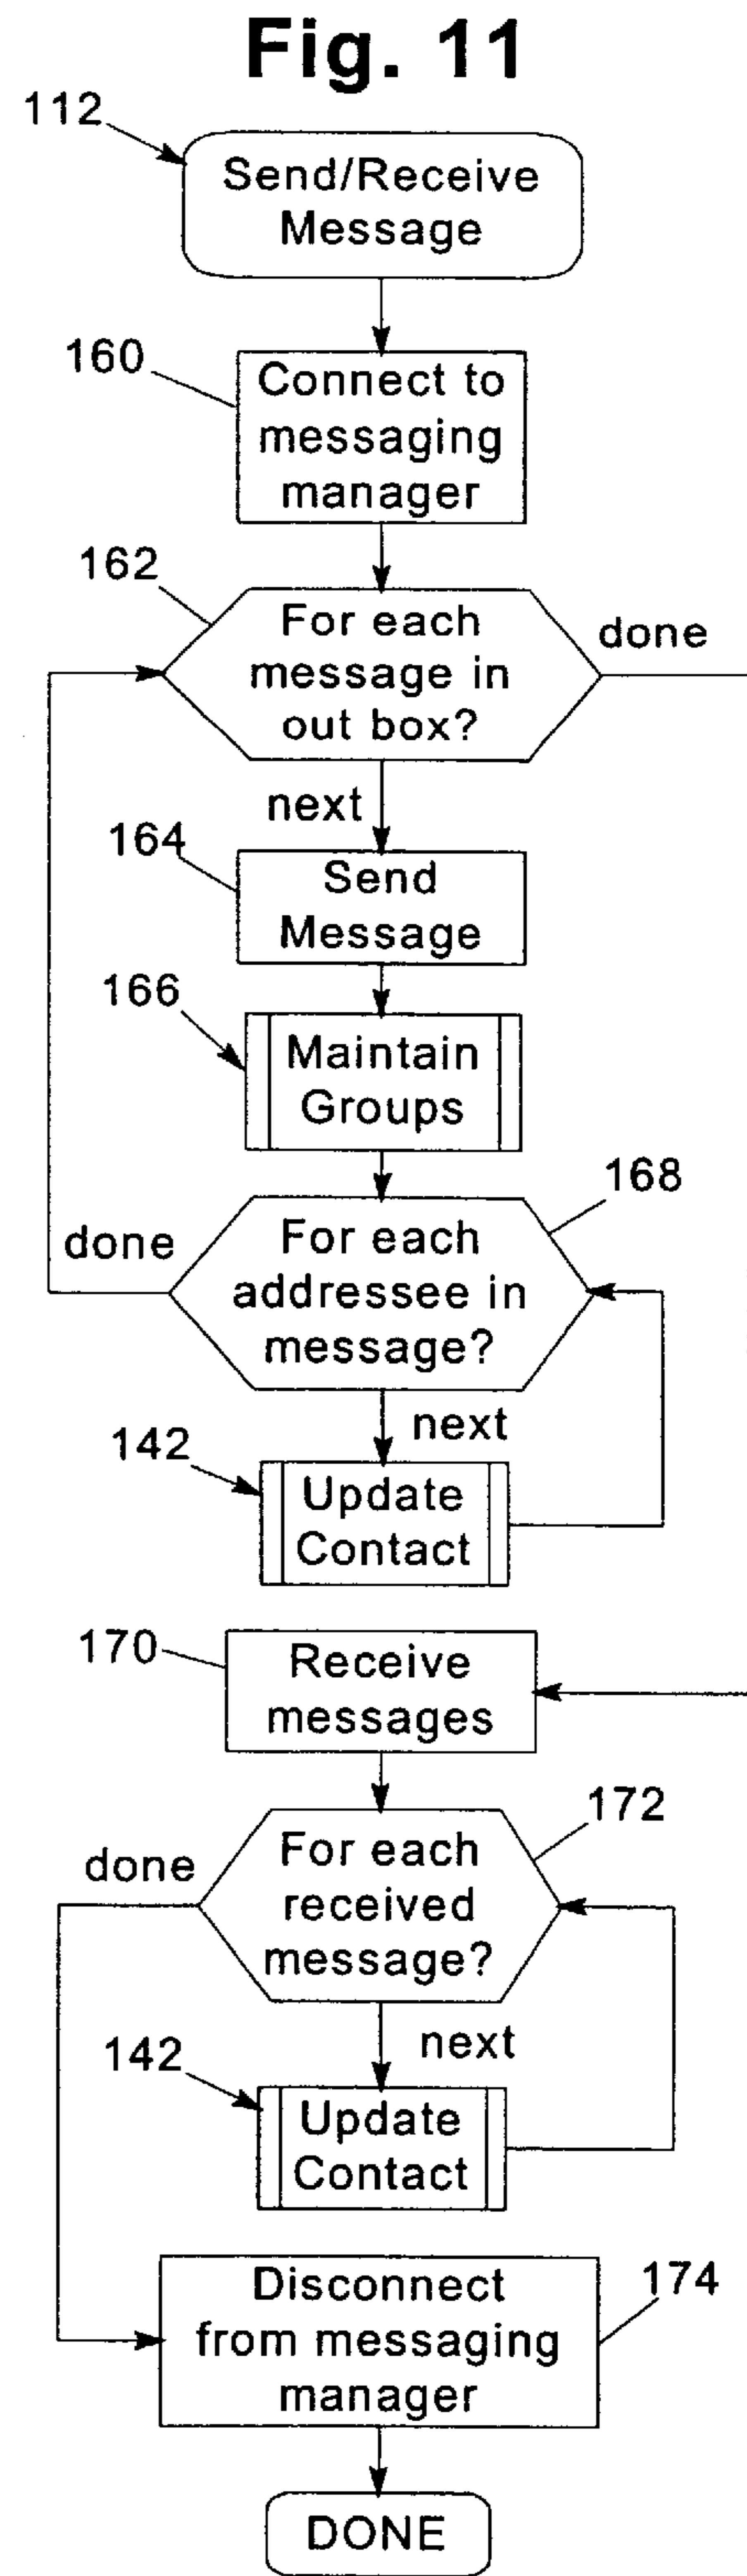 Fig. 11
112
Send/Receive
Message
160
Connect to
messaging
manager
162
For each
message in
out box?
done
next
164
Send
Message
166
Maintain
Groups
168
done
For each
addressee in
message?
next
142
Update
Contact
170
Receive
messages
172
done
For each
received
message?
next
142
Update
Contact
174
Disconnect
from messaging
manager
DONE